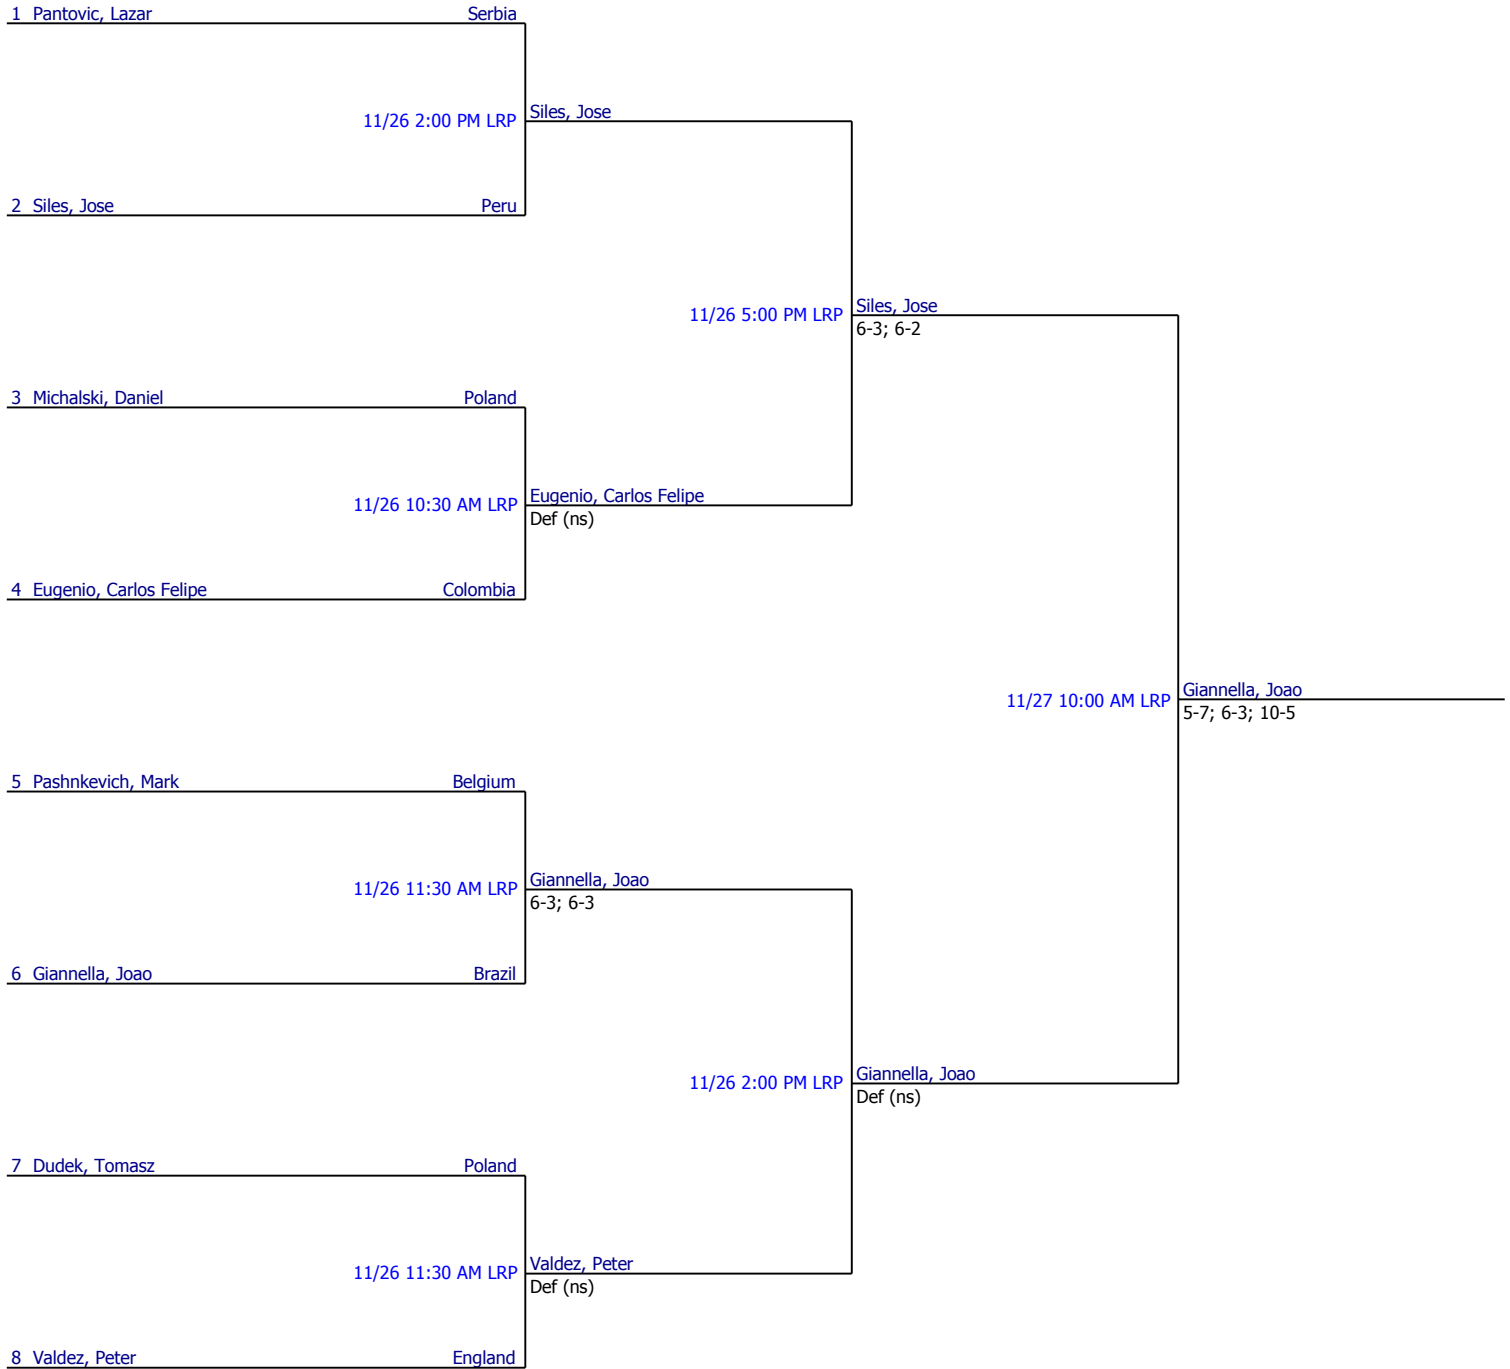 1 Pantovic, Lazar Serbia
11/26 2:00 PM LRP Siles, Jose
2 Siles, Jose Peru
11/26 5:00 PM LRP Siles, Jose
6-3; 6-2
3 Michalski, Daniel Poland
11/26 10:30 AM LRP Eugenio, Carlos Felipe
Def (ns)
4 Eugenio, Carlos Felipe Colombia
11/27 10:00 AM LRP Giannella, Joao
5-7; 6-3; 10-5
5 Pashnkevich, Mark Belgium
11/26 11:30 AM LRP Giannella, Joao
6-3; 6-3
6 Giannella, Joao Brazil
11/26 2:00 PM LRP Giannella, Joao
Def (ns)
7 Dudek, Tomasz Poland
11/26 11:30 AM LRP Valdez, Peter
Def (ns)
8 Valdez, Peter England